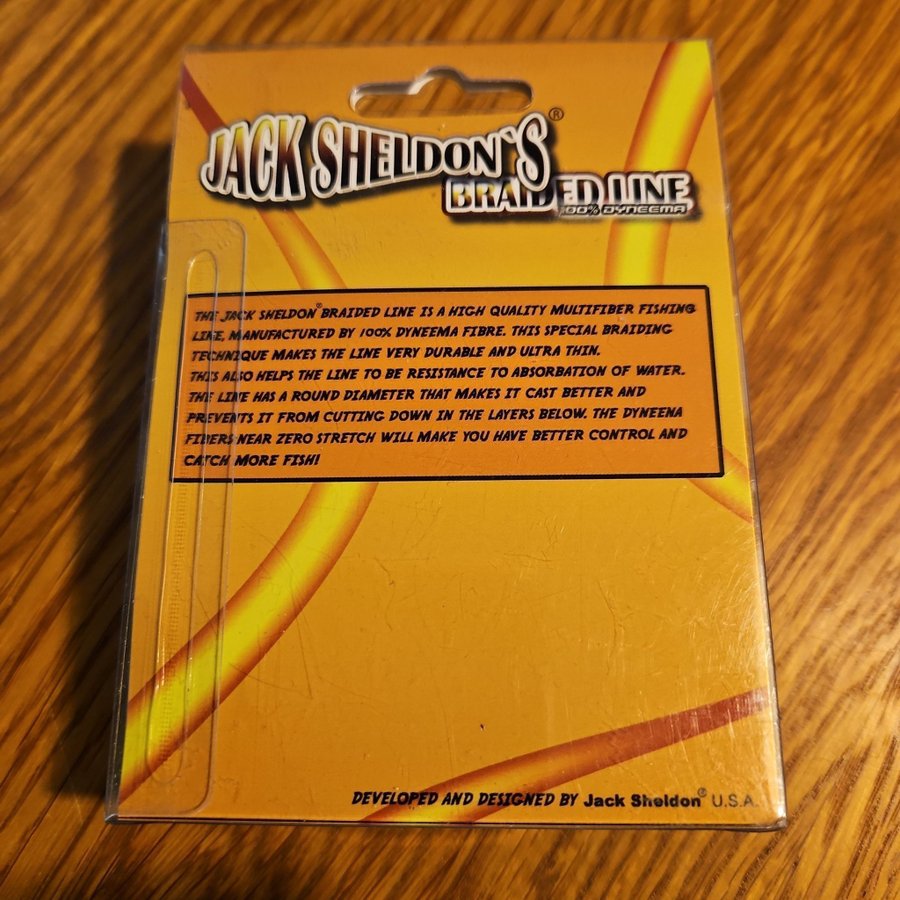 JACK SHELDON'S®
BRAIDED LINE
100% DYNEEMA
THE JACK SHELDON® BRAIDED LINE IS A HIGH QUALITY MULTIFIBER FISHING
LINE, MANUFACTURED BY 100% DYNEEMA FIBRE. THIS SPECIAL BRAIDING
TECHNIQUE MAKES THE LINE VERY DURABLE AND ULTRA THIN.
THIS ALSO HELPS THE LINE TO BE RESISTANCE TO ABSORBATION OF WATER.
THE LINE HAS A ROUND DIAMETER THAT MAKES IT CAST BETTER AND
PREVENTS IT FROM CUTTING DOWN IN THE LAYERS BELOW. THE DYNEENA
FIBERS NEAR ZERO STRETCH WILL MAKE YOU HAVE BETTER CONTROL AND
CATCH MORE FISH!
DEVELOPED AND DESIGNED BY Jack Sheldon® U.S.A.